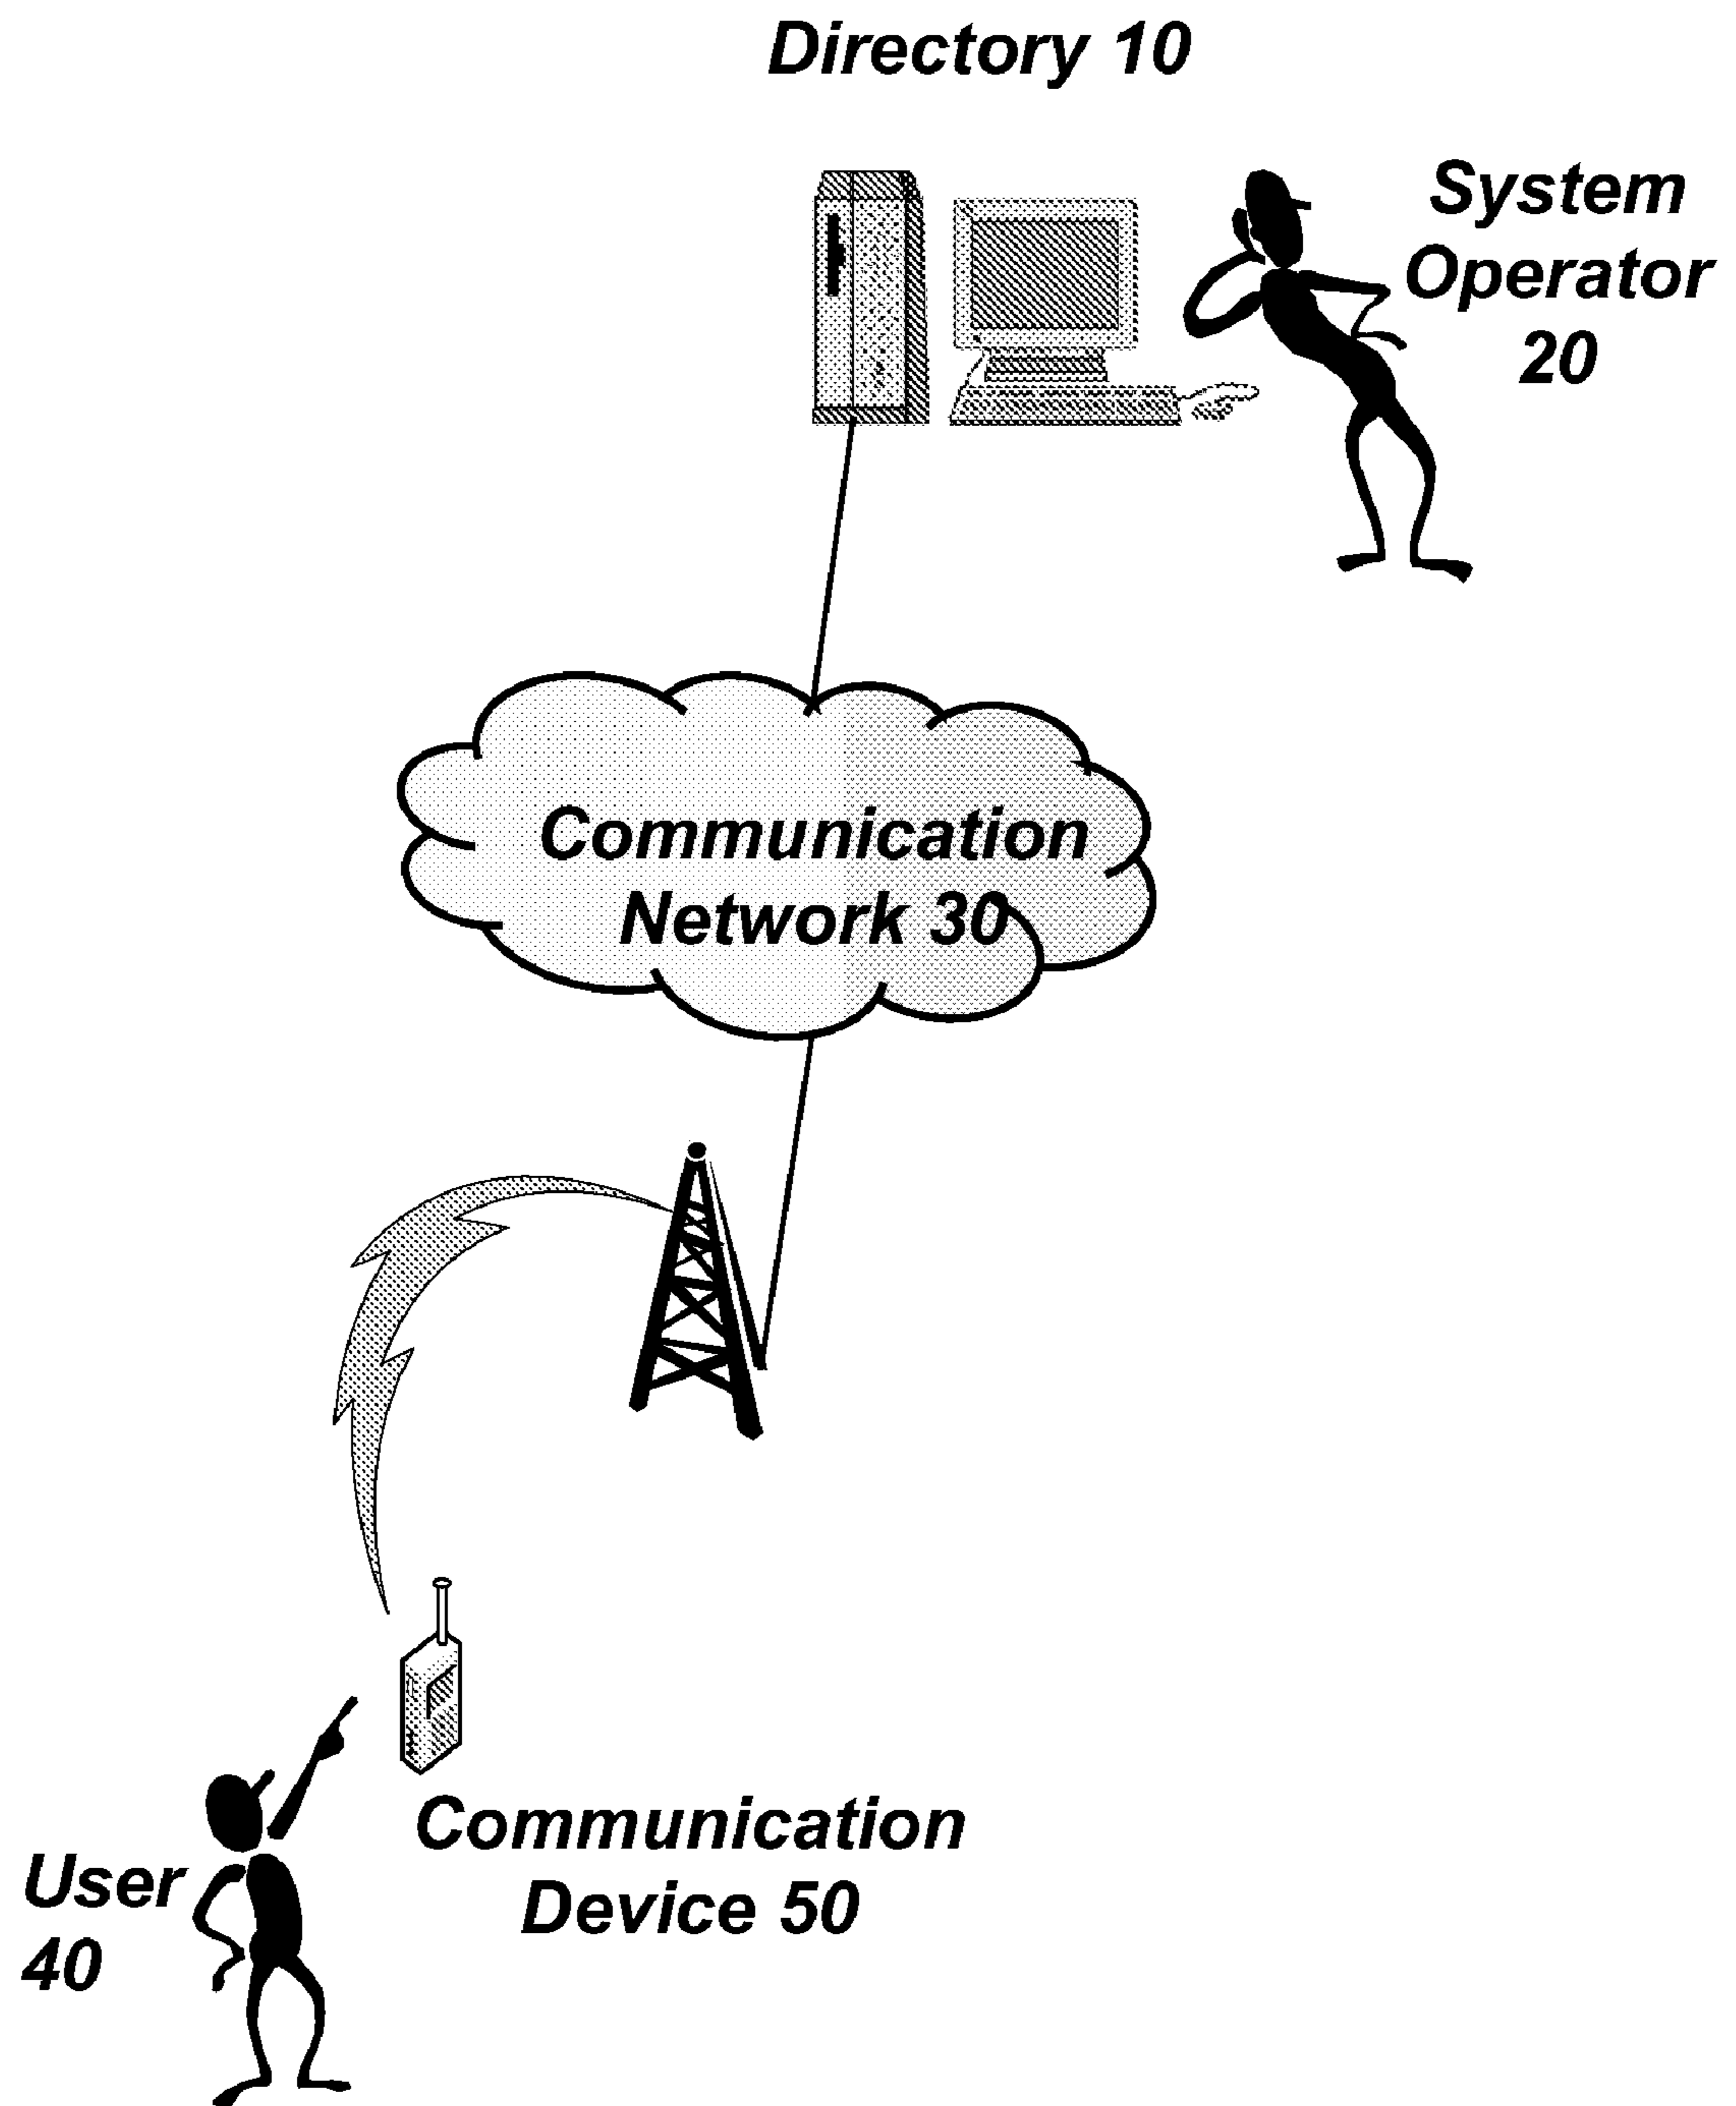 Directory 10
System
Operator
20
Communication
Network 30
Communication
Device 50
User
40